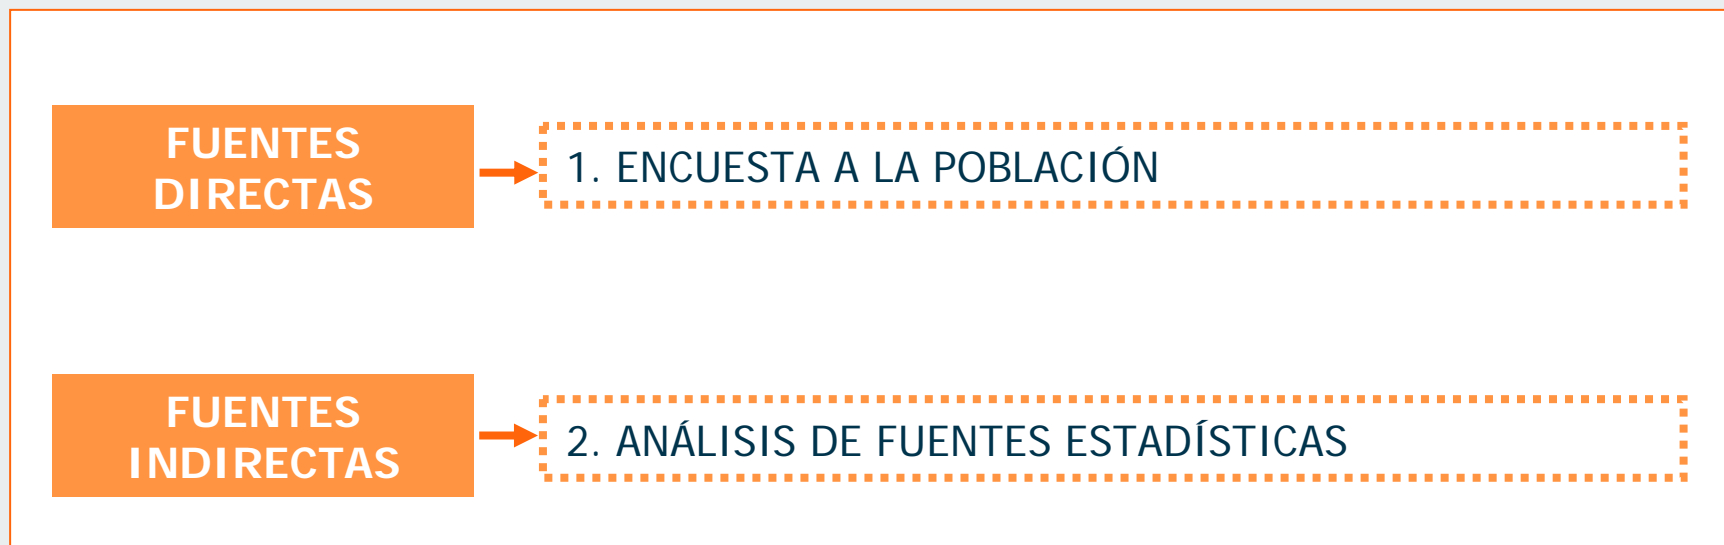 FUENTES
DIRECTAS
1. ENCUESTA A LA POBLACIÓN
FUENTES
INDIRECTAS
2. ANÁLISIS DE FUENTES ESTADÍSTICAS